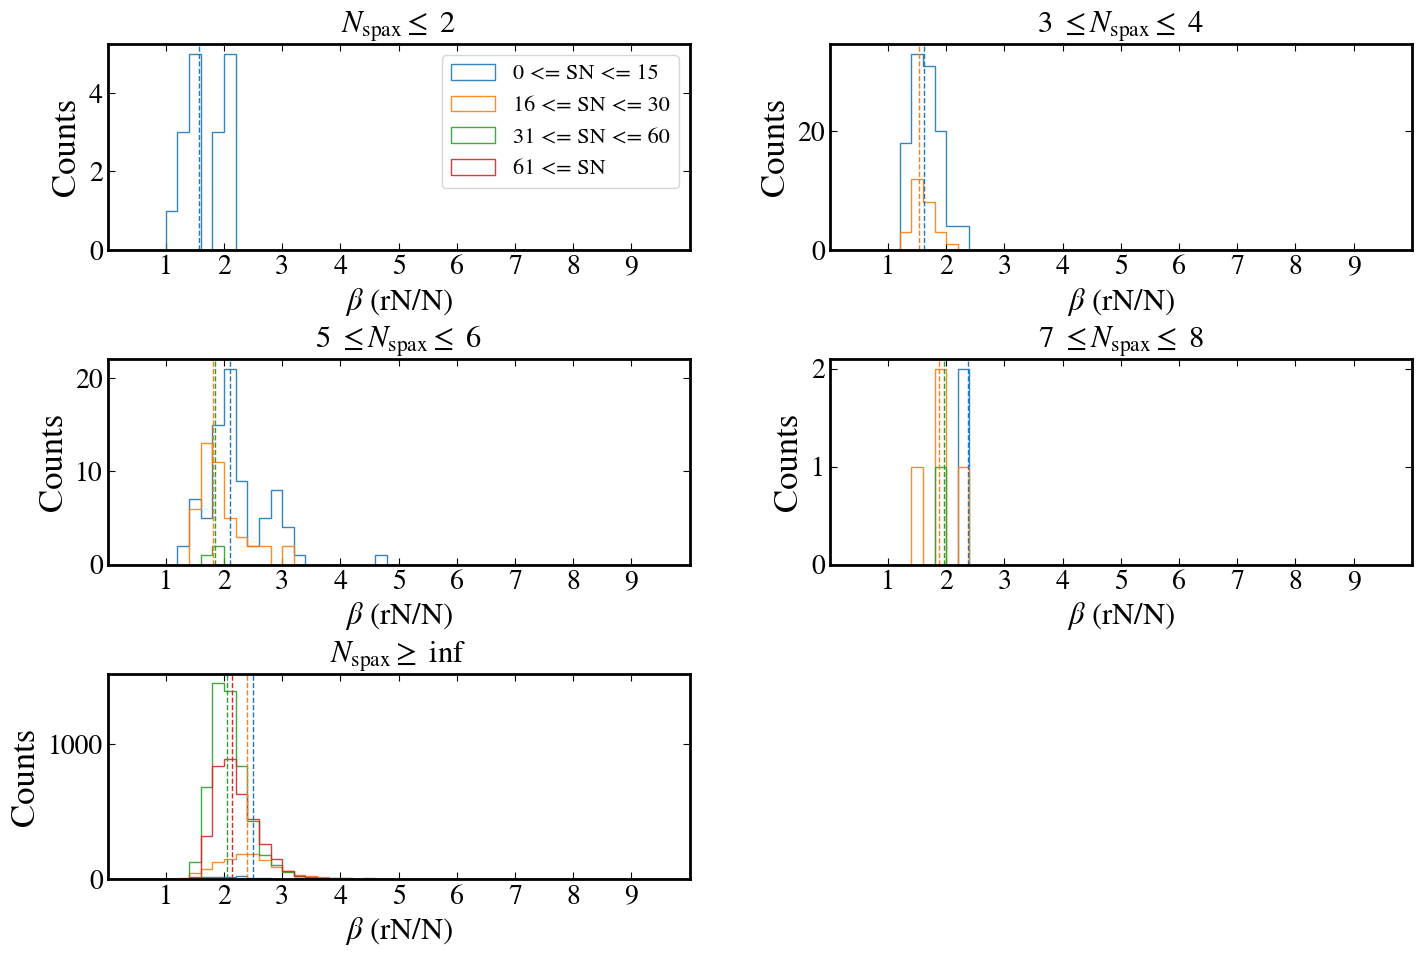 N_spax ≤ 2
Counts
4
2
0
0 <= SN <= 15
16 <= SN <= 30
31 <= SN <= 60
61 <= SN
1 2 3 4 5 6 7 8 9
β (rN/N)
3 ≤N_spax ≤ 4
Counts
20
0
1 2 3 4 5 6 7 8 9
β (rN/N)
5 ≤N_spax ≤ 6
Counts
20
10
0
1 2 3 4 5 6 7 8 9
β (rN/N)
7 ≤N_spax ≤ 8
Counts
2
1
0
1 2 3 4 5 6 7 8 9
β (rN/N)
N_spax ≥ inf
Counts
1000
0
1 2 3 4 5 6 7 8 9
β (rN/N)